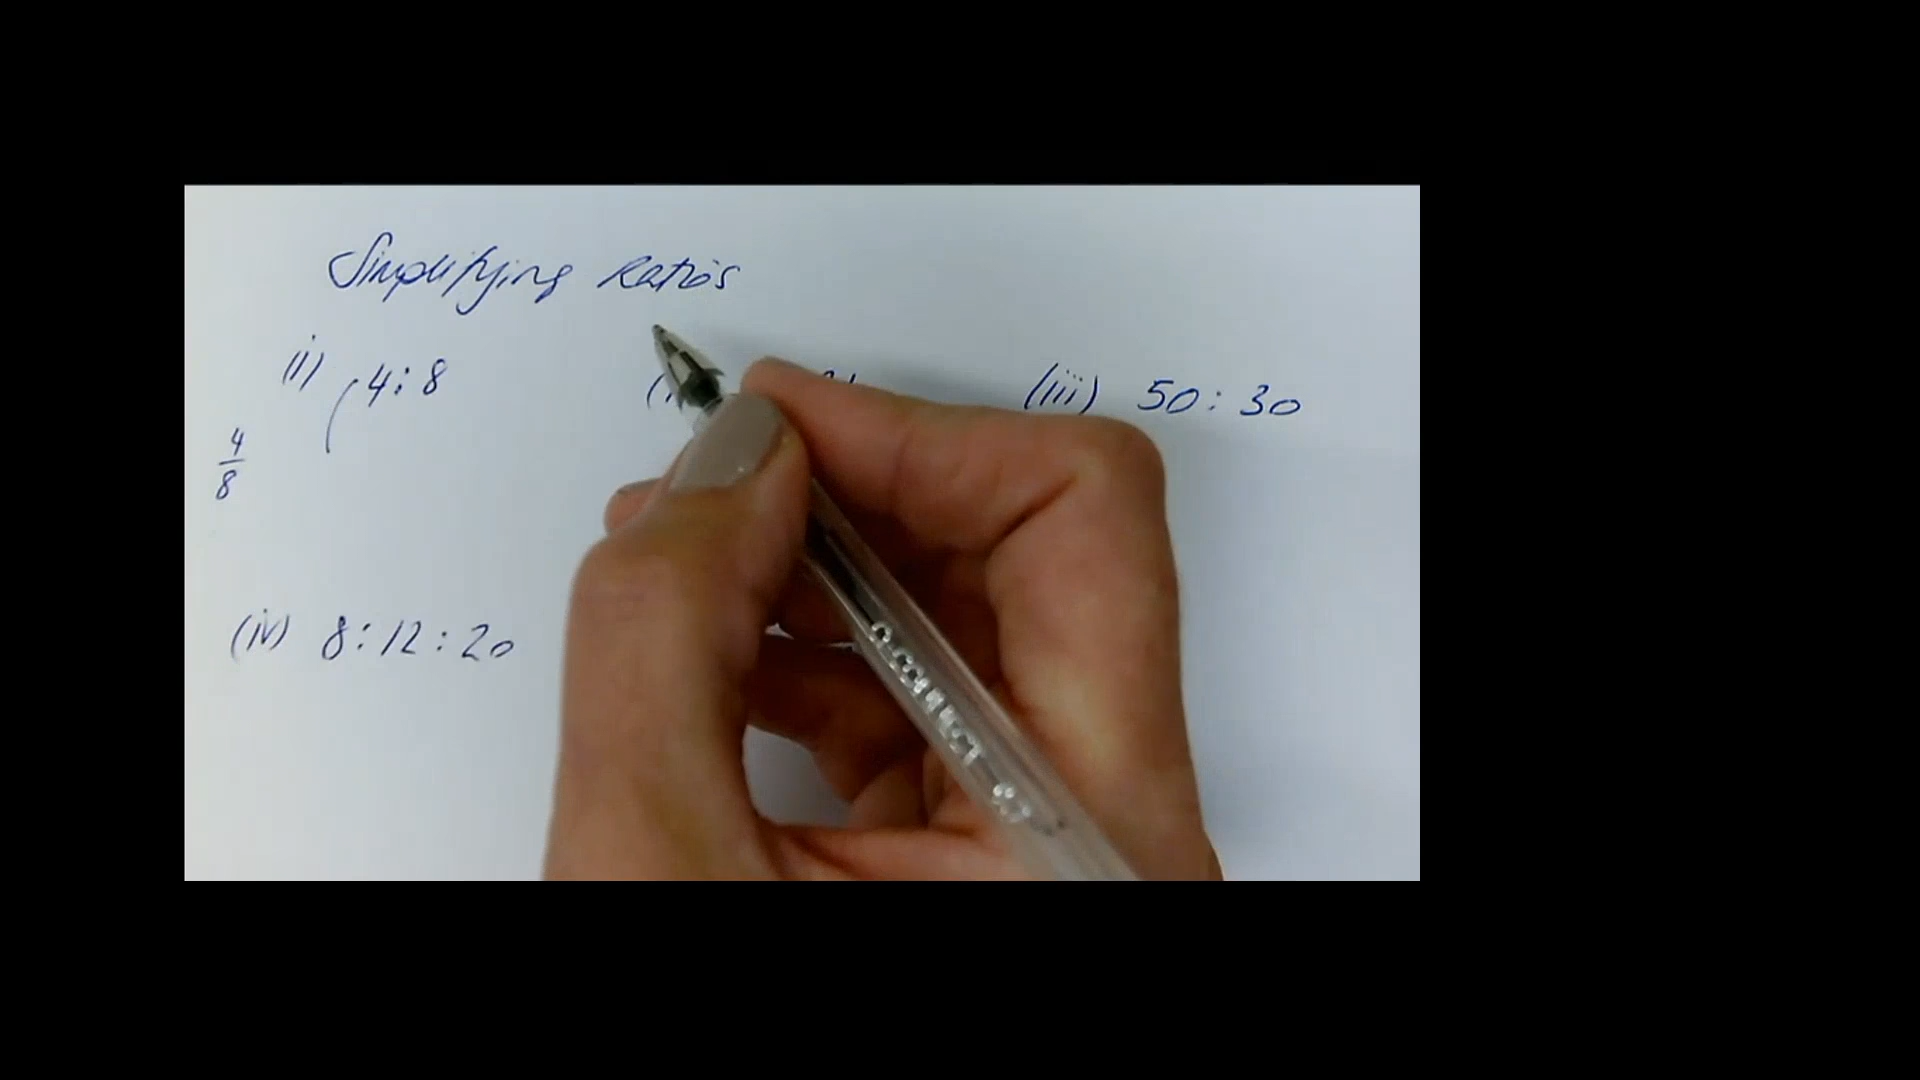 Simplifying Ratios
(i) 4:8
(iii) 50:30
4
8
(iv) 8:12:20